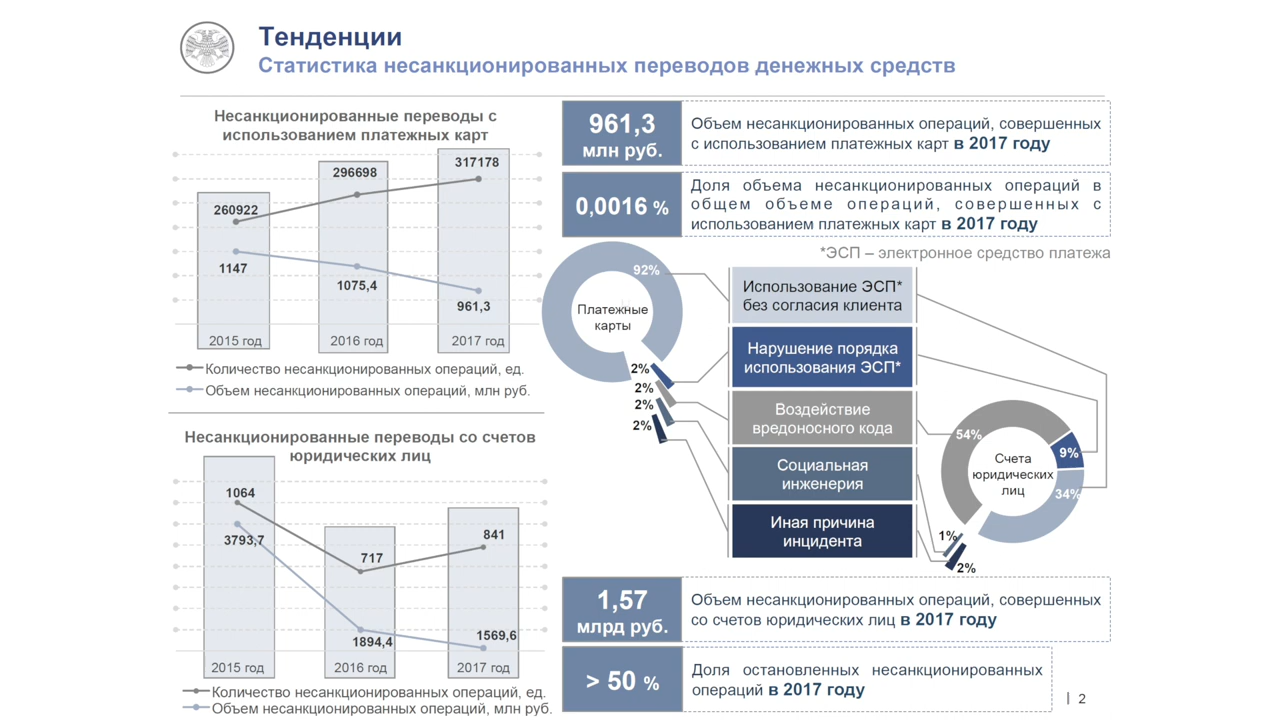 Тенденции
Статистика несанкционированных переводов денежных средств
Несанкционированные переводы с
использованием платежных карт
260922
296698
317178
1147
1075,4
961,3
2015 год
2016 год
2017 год
Количество несанкционированных операций, ед.
Объем несанкционированных операций, млн руб.
Несанкционированные переводы со счетов
юридических лиц
1064
717
841
3793,7
1894,4
1569,6
2015 год
2016 год
2017 год
Количество несанкционированных операций, ед.
Объем несанкционированных операций, млн руб.
961,3
млн руб.
Объем несанкционированных операций, совершенных
с использованием платежных карт в 2017 году
0,0016 %
Доля объема несанкционированных операций в
общем объеме операций, совершенных с
использованием платежных карт в 2017 году
*ЭСП – электронное средство платежа
92%
Платежные
карты
2%
2%
2%
2%
Использование ЭСП*
без согласия клиента
Нарушение порядка
использования ЭСП*
Воздействие
вредоносного кода
Социальная
инженерия
Иная причина
инцидента
54%
9%
34%
1%
2%
Счета
юридических
лиц
1,57
млрд руб.
Объем несанкционированных операций, совершенных
со счетов юридических лиц в 2017 году
> 50 %
Доля остановленных несанкционированных
операций в 2017 году
| 2